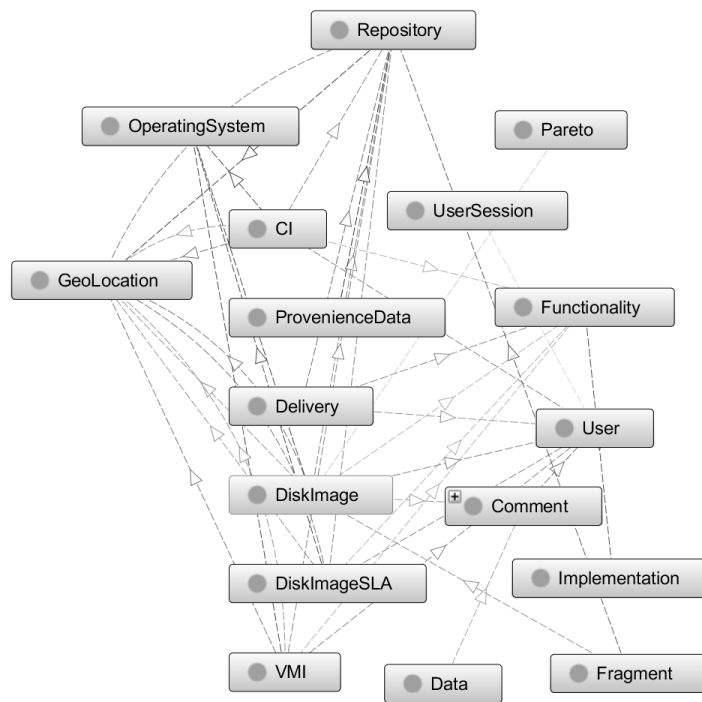 Repository
OperatingSystem
Pareto
UserSession
CI
GeoLocation
Functionality
ProvenienceData
Delivery
User
DiskImage
Comment
DiskImageSLA
Implementation
VMI
Data
Fragment